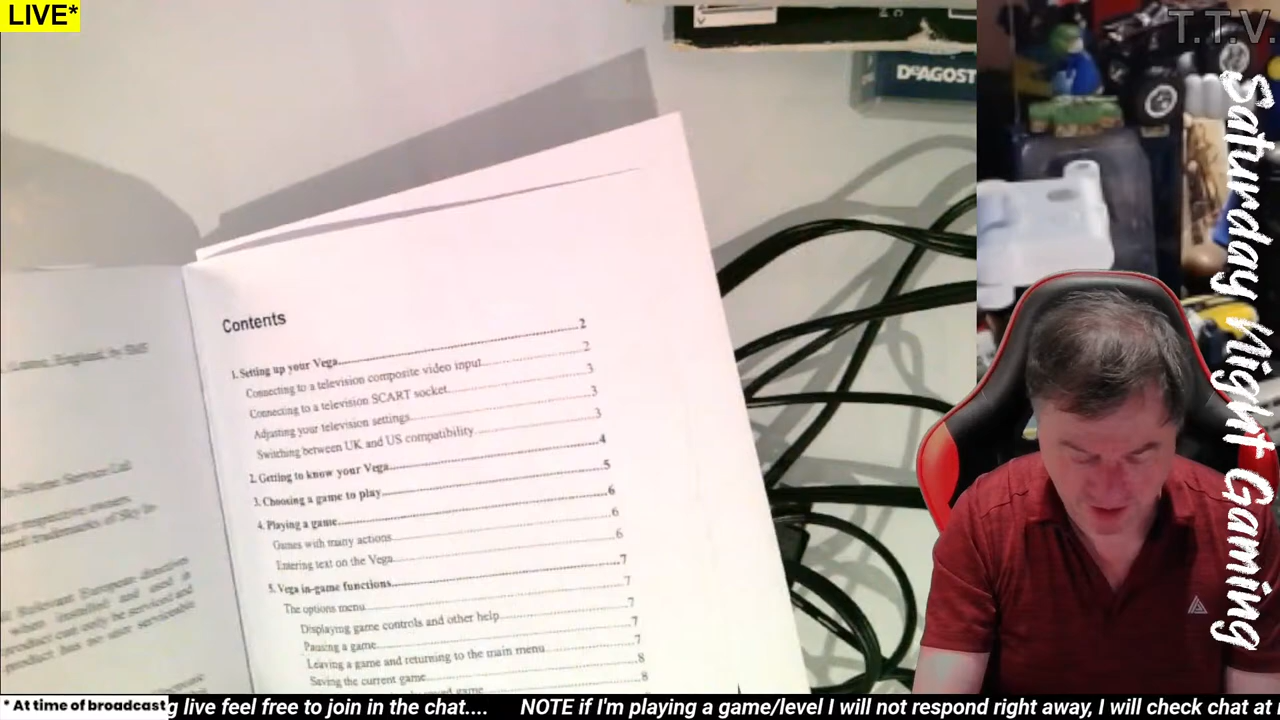 LIVE*
DEAGOST
T.T.V.
Saturday Night Gaming
Contents
1. Setting up your Vega 2
Connecting to a television composite video input 2
Connecting to a television SCART socket 3
Adjusting your television settings 3
Switching between UK and US compatibility 3
2. Getting to know your Vega 4
3. Choosing a game to play 5
4. Playing a game 6
Games with many actions 6
Entering text on the Vega 6
5. Vega in-game functions 7
The options menu 7
Displaying game controls and other help 7
Pausing a game 7
Leaving a game and returning to the main menu 7
Saving the current game 8
game 8
England, by
* At time of broadcast
g live feel free to join in the chat.... NOTE if I'm playing a game/level I will not respond right away, I will check chat at